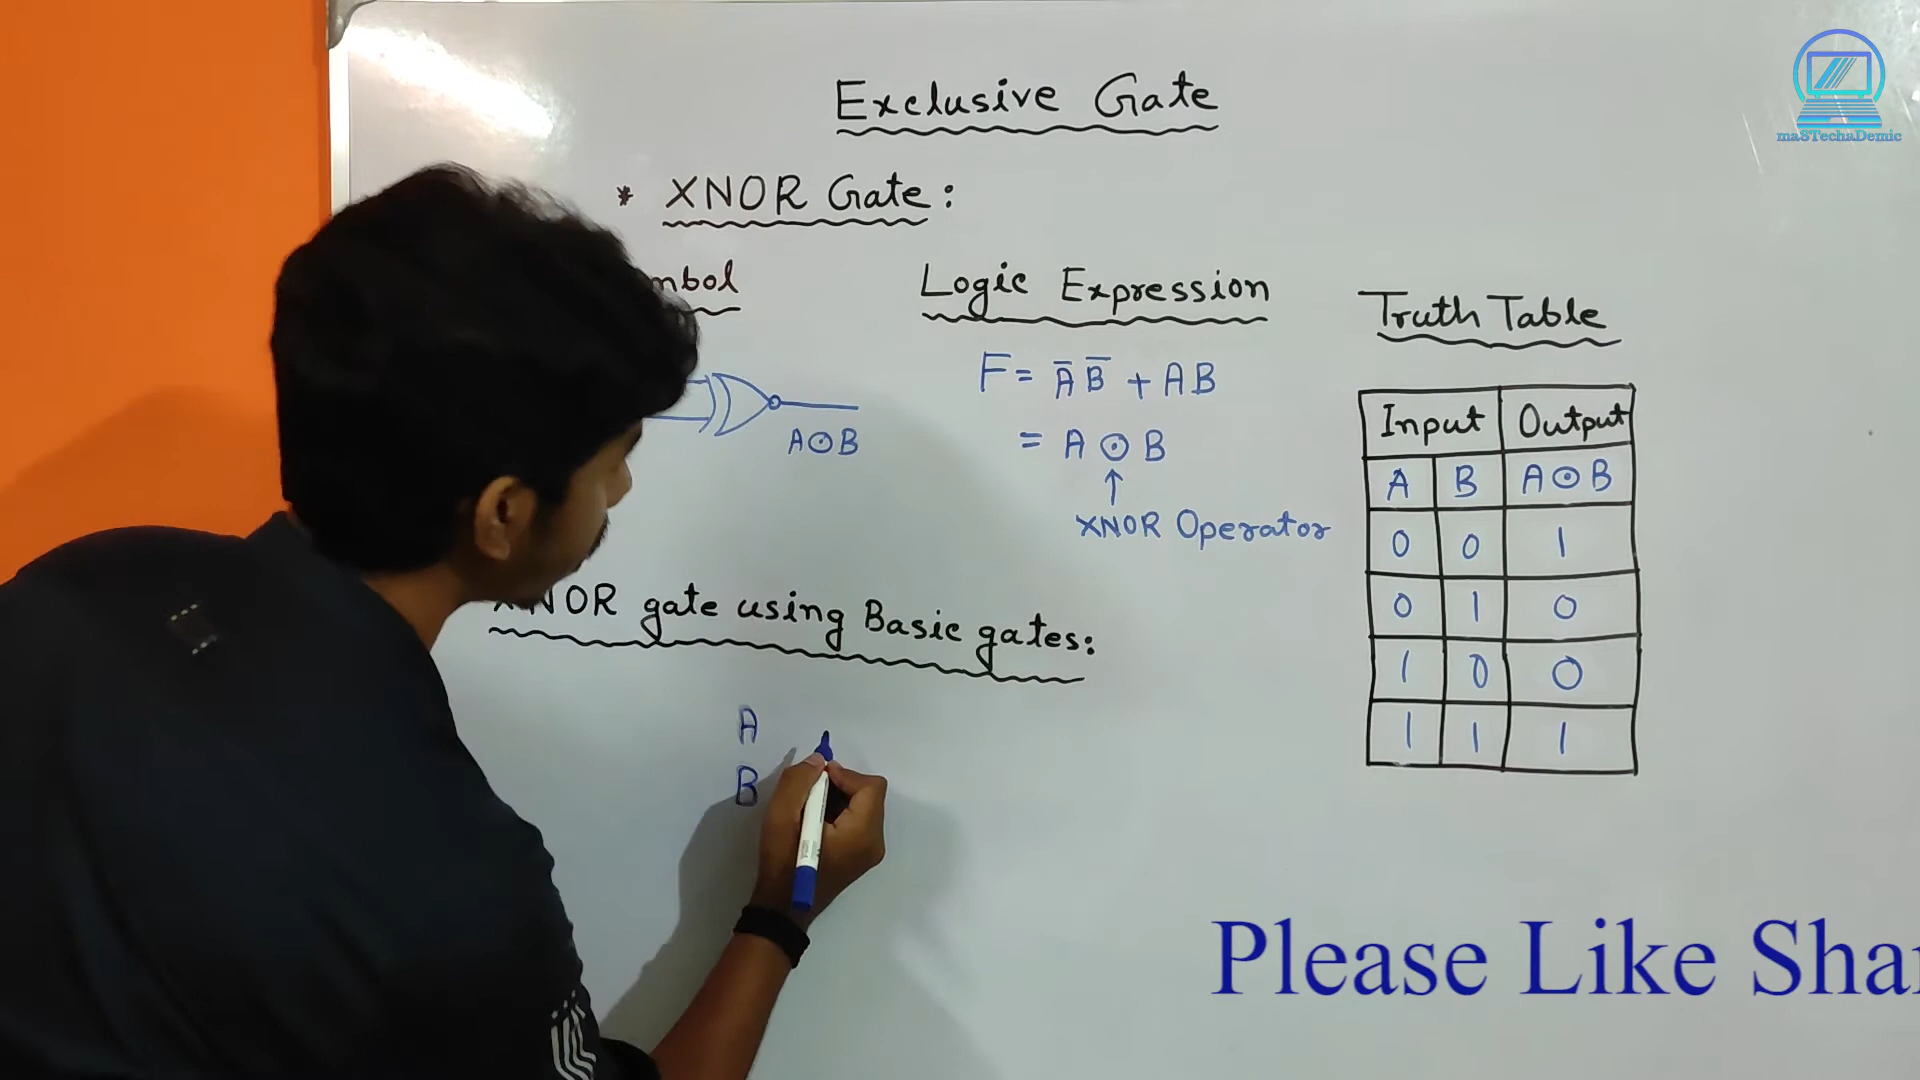 Exclusive Gate
maSTechaDemic
* XNOR Gate:
mbol
Logic Expression
Truth Table
F = A̅ B̅ + AB
= A ⊙ B
↑
XNOR Operator
A⊙B
Input Output
A B A⊙B
0 0 1
0 1 0
1 0 0
1 1 1
XNOR gate using Basic gates:
A
B
Please Like Shar